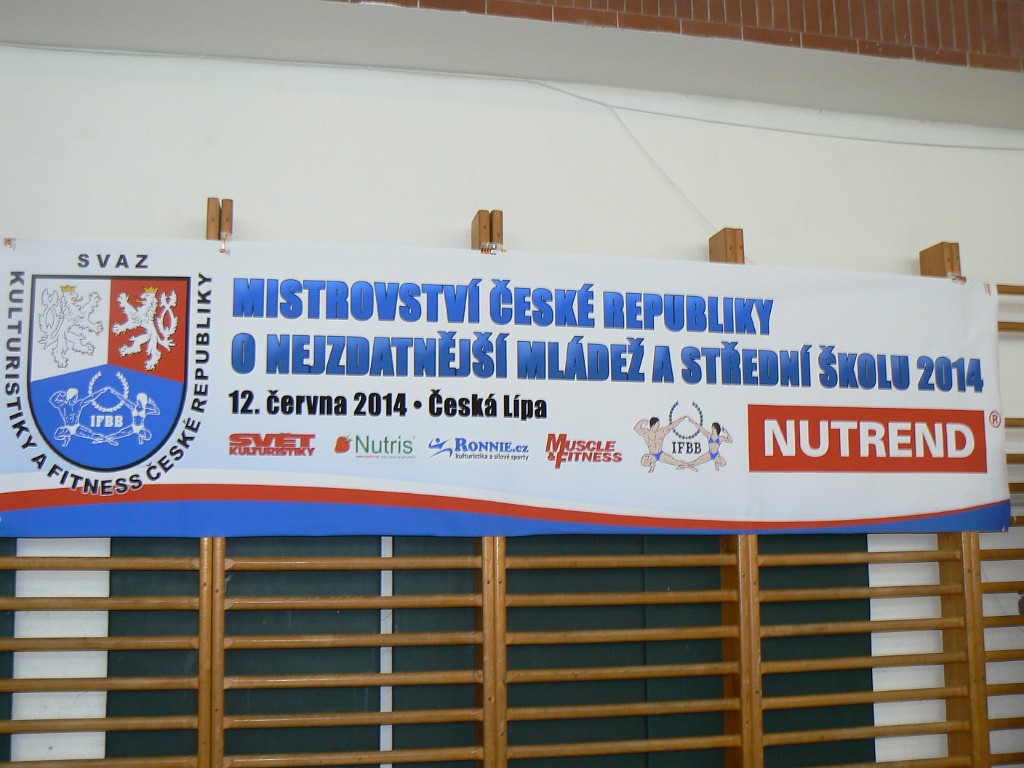 SVAZ
KULTURISTIKY A FITNESS ČESKÉ REPUBLIKY
IFBB
MISTROVSTVÍ ČESKÉ REPUBLIKY
O NEJZDATNĚJŠÍ MLÁDEŽ A STŘEDNÍ ŠKOLU 2014
12. června 2014 • Česká Lípa
SVĚT
KULTURISTIKY
Nutris
RONNIE.cz
kulturistika a silové sporty
MUSCLE
&FITNESS
IFBB
NUTREND®